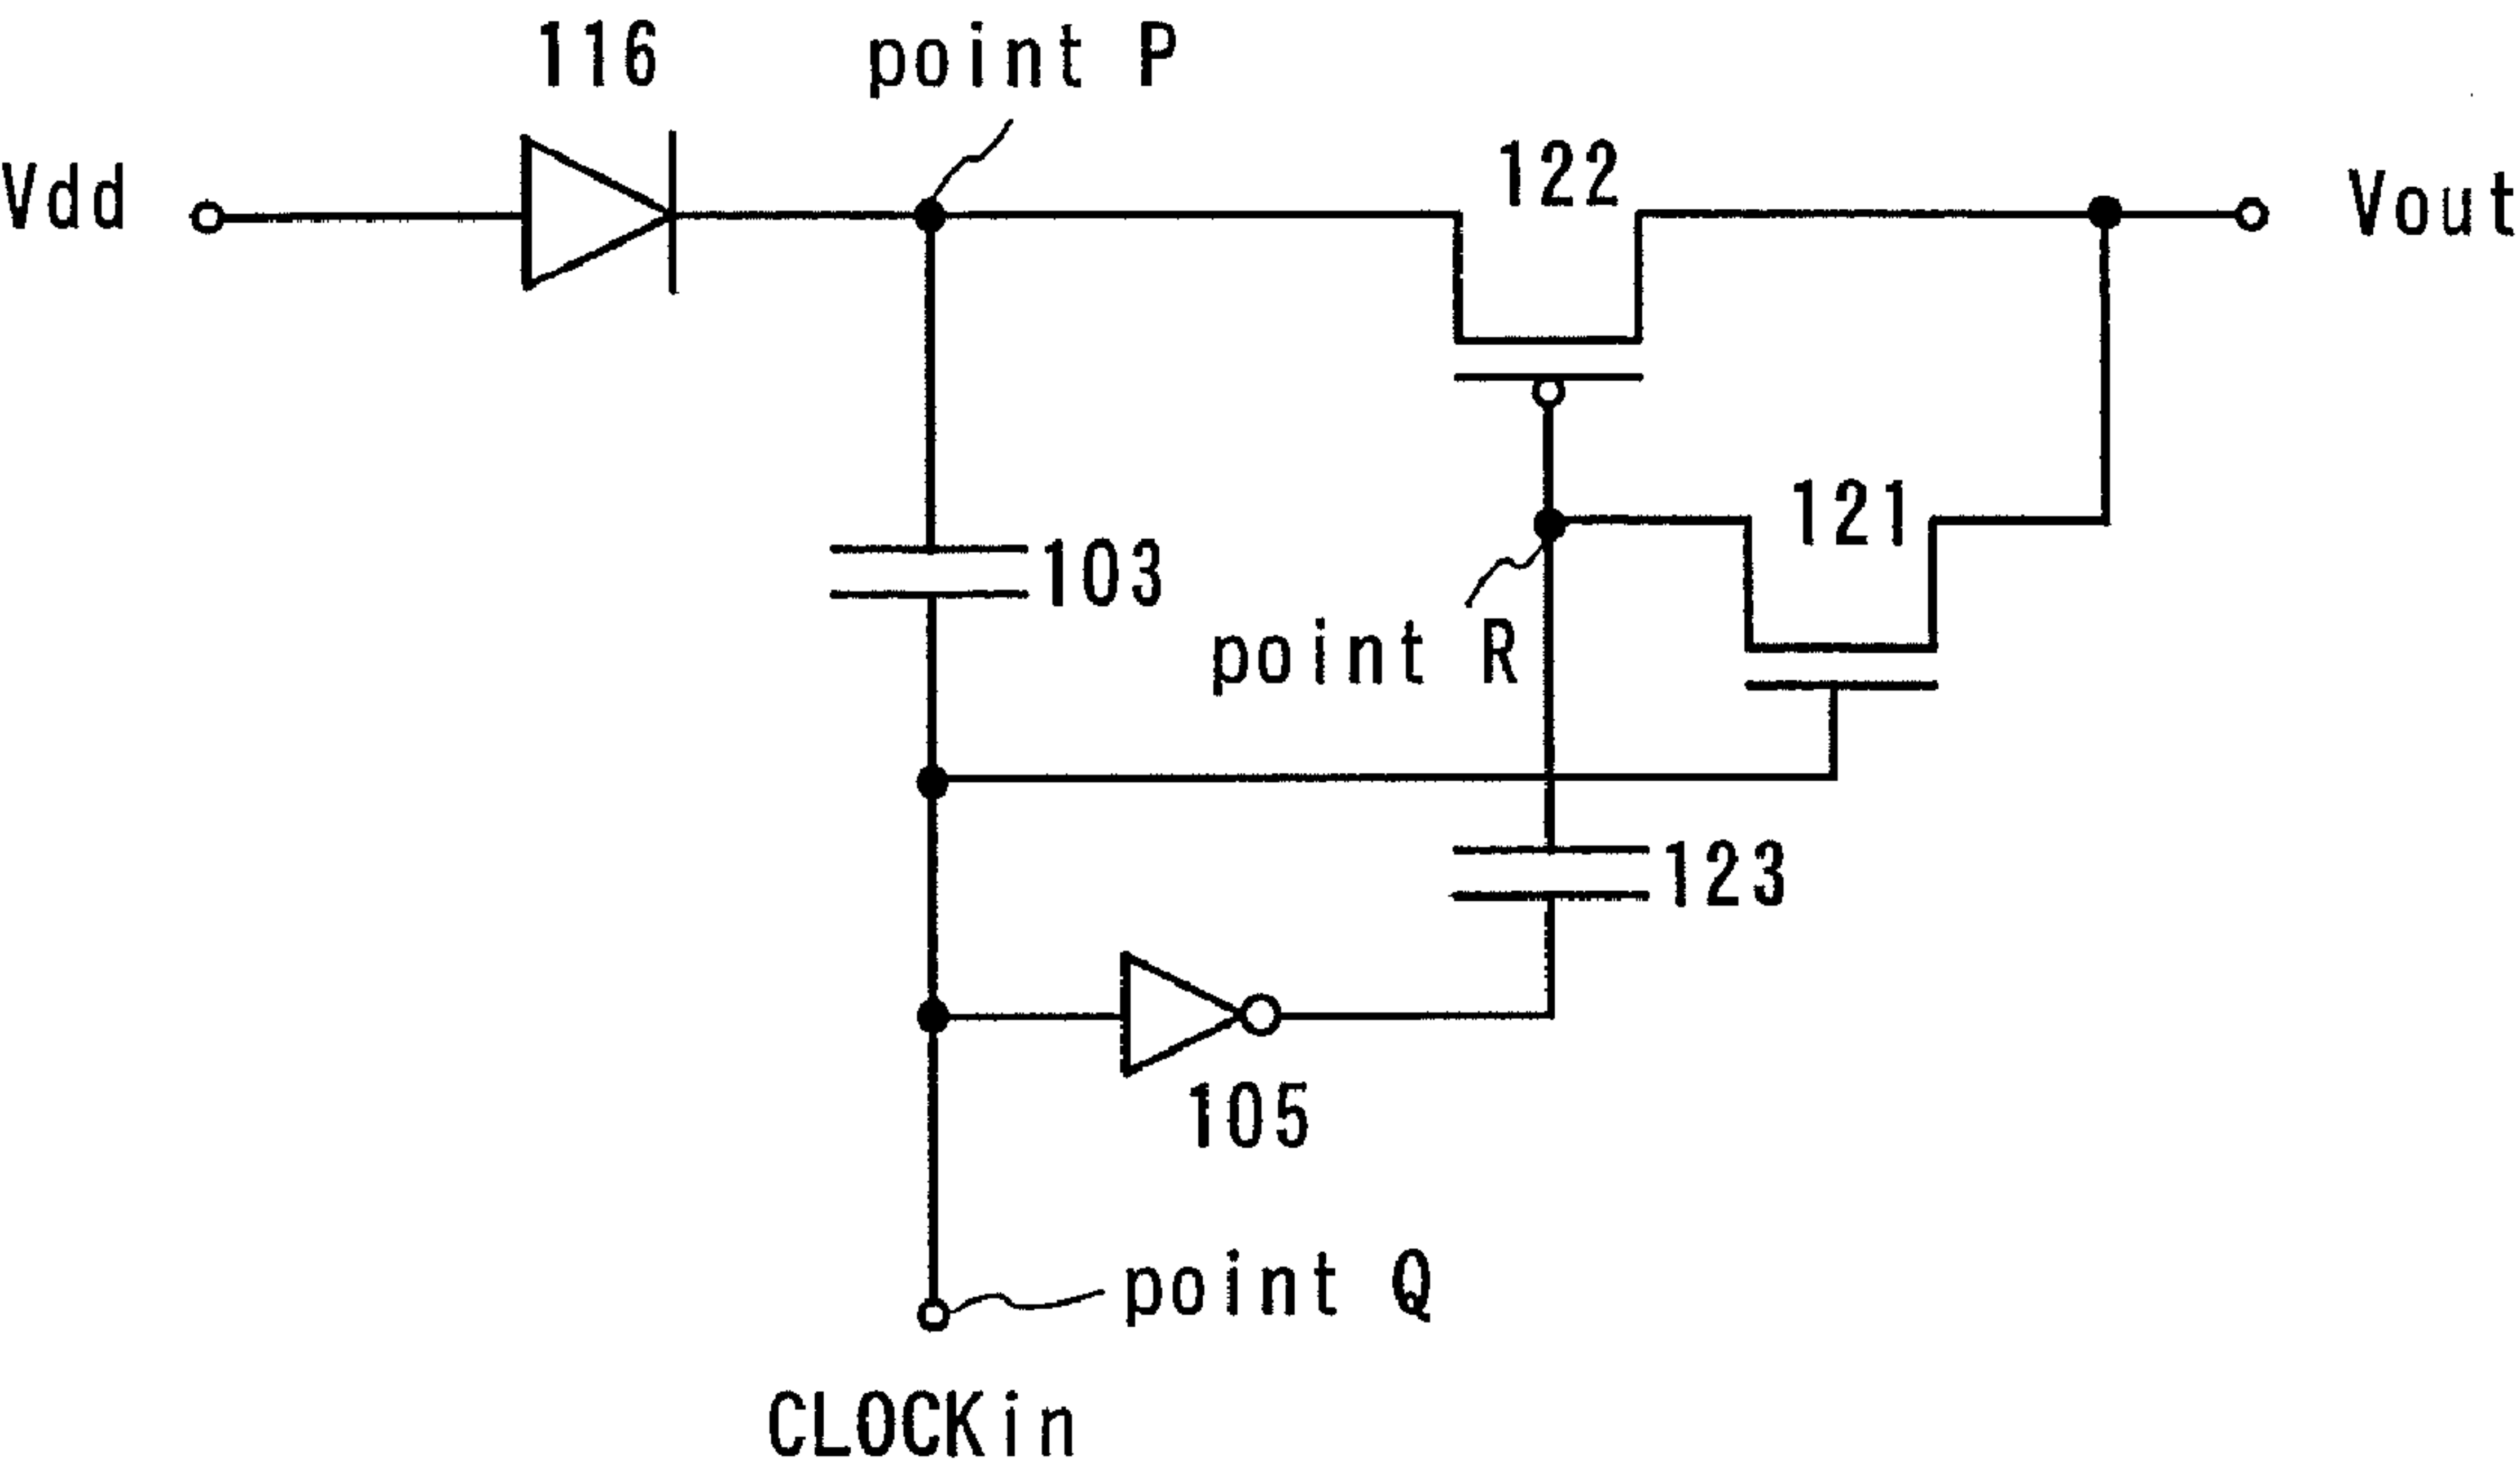 116
point P
Vdd
122
Vout
121
103
point R
123
105
point Q
CLOCKin